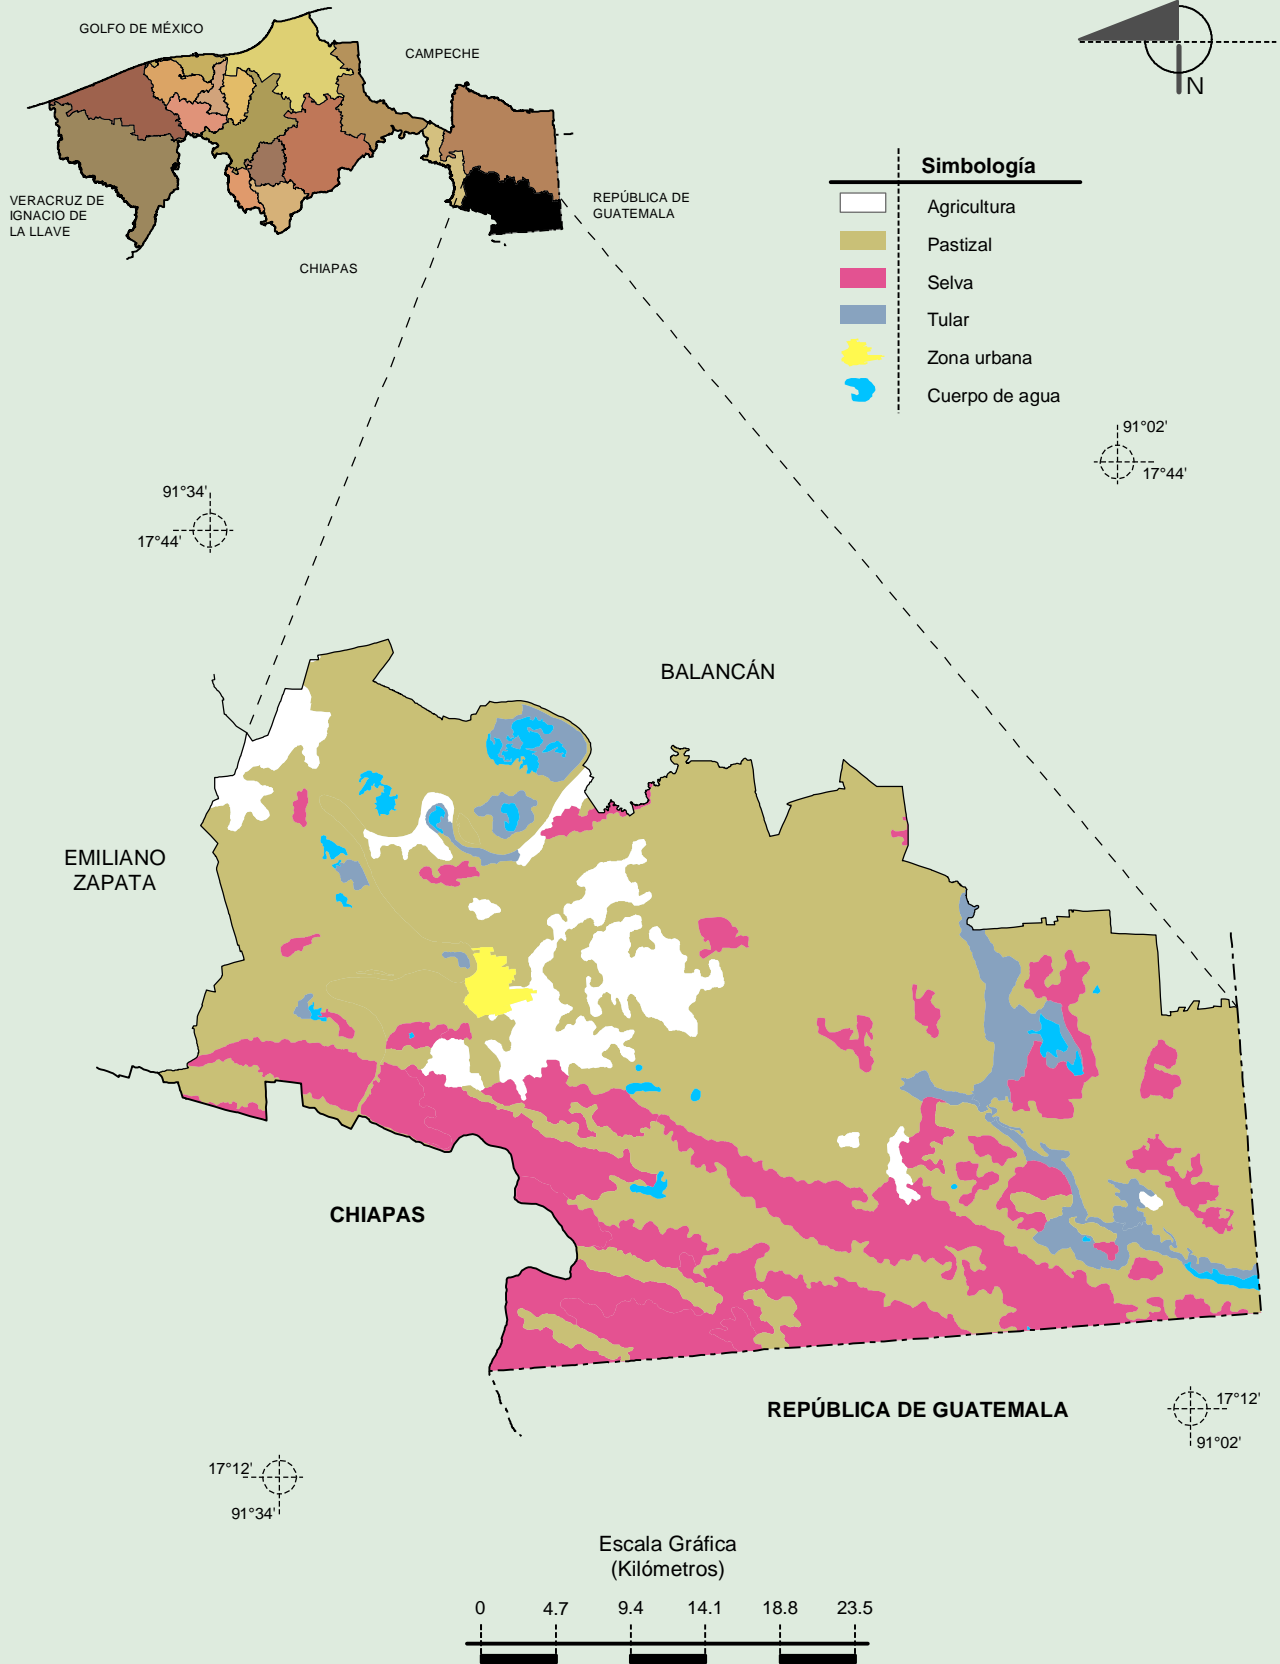 GOLFO DE MÉXICO
CAMPECHE
N
VERACRUZ DE
IGNACIO DE
LA LLAVE
REPÚBLICA DE
GUATEMALA
CHIAPAS
Simbología
Agricultura
Pastizal
Selva
Tular
Zona urbana
Cuerpo de agua
91°02'
17°44'
91°34'
17°44'
BALANCÁN
EMILIANO
ZAPATA
CHIAPAS
REPÚBLICA DE GUATEMALA
17°12'
91°02'
17°12'
91°34'
Escala Gráfica
(Kilómetros)
0 4.7 9.4 14.1 18.8 23.5